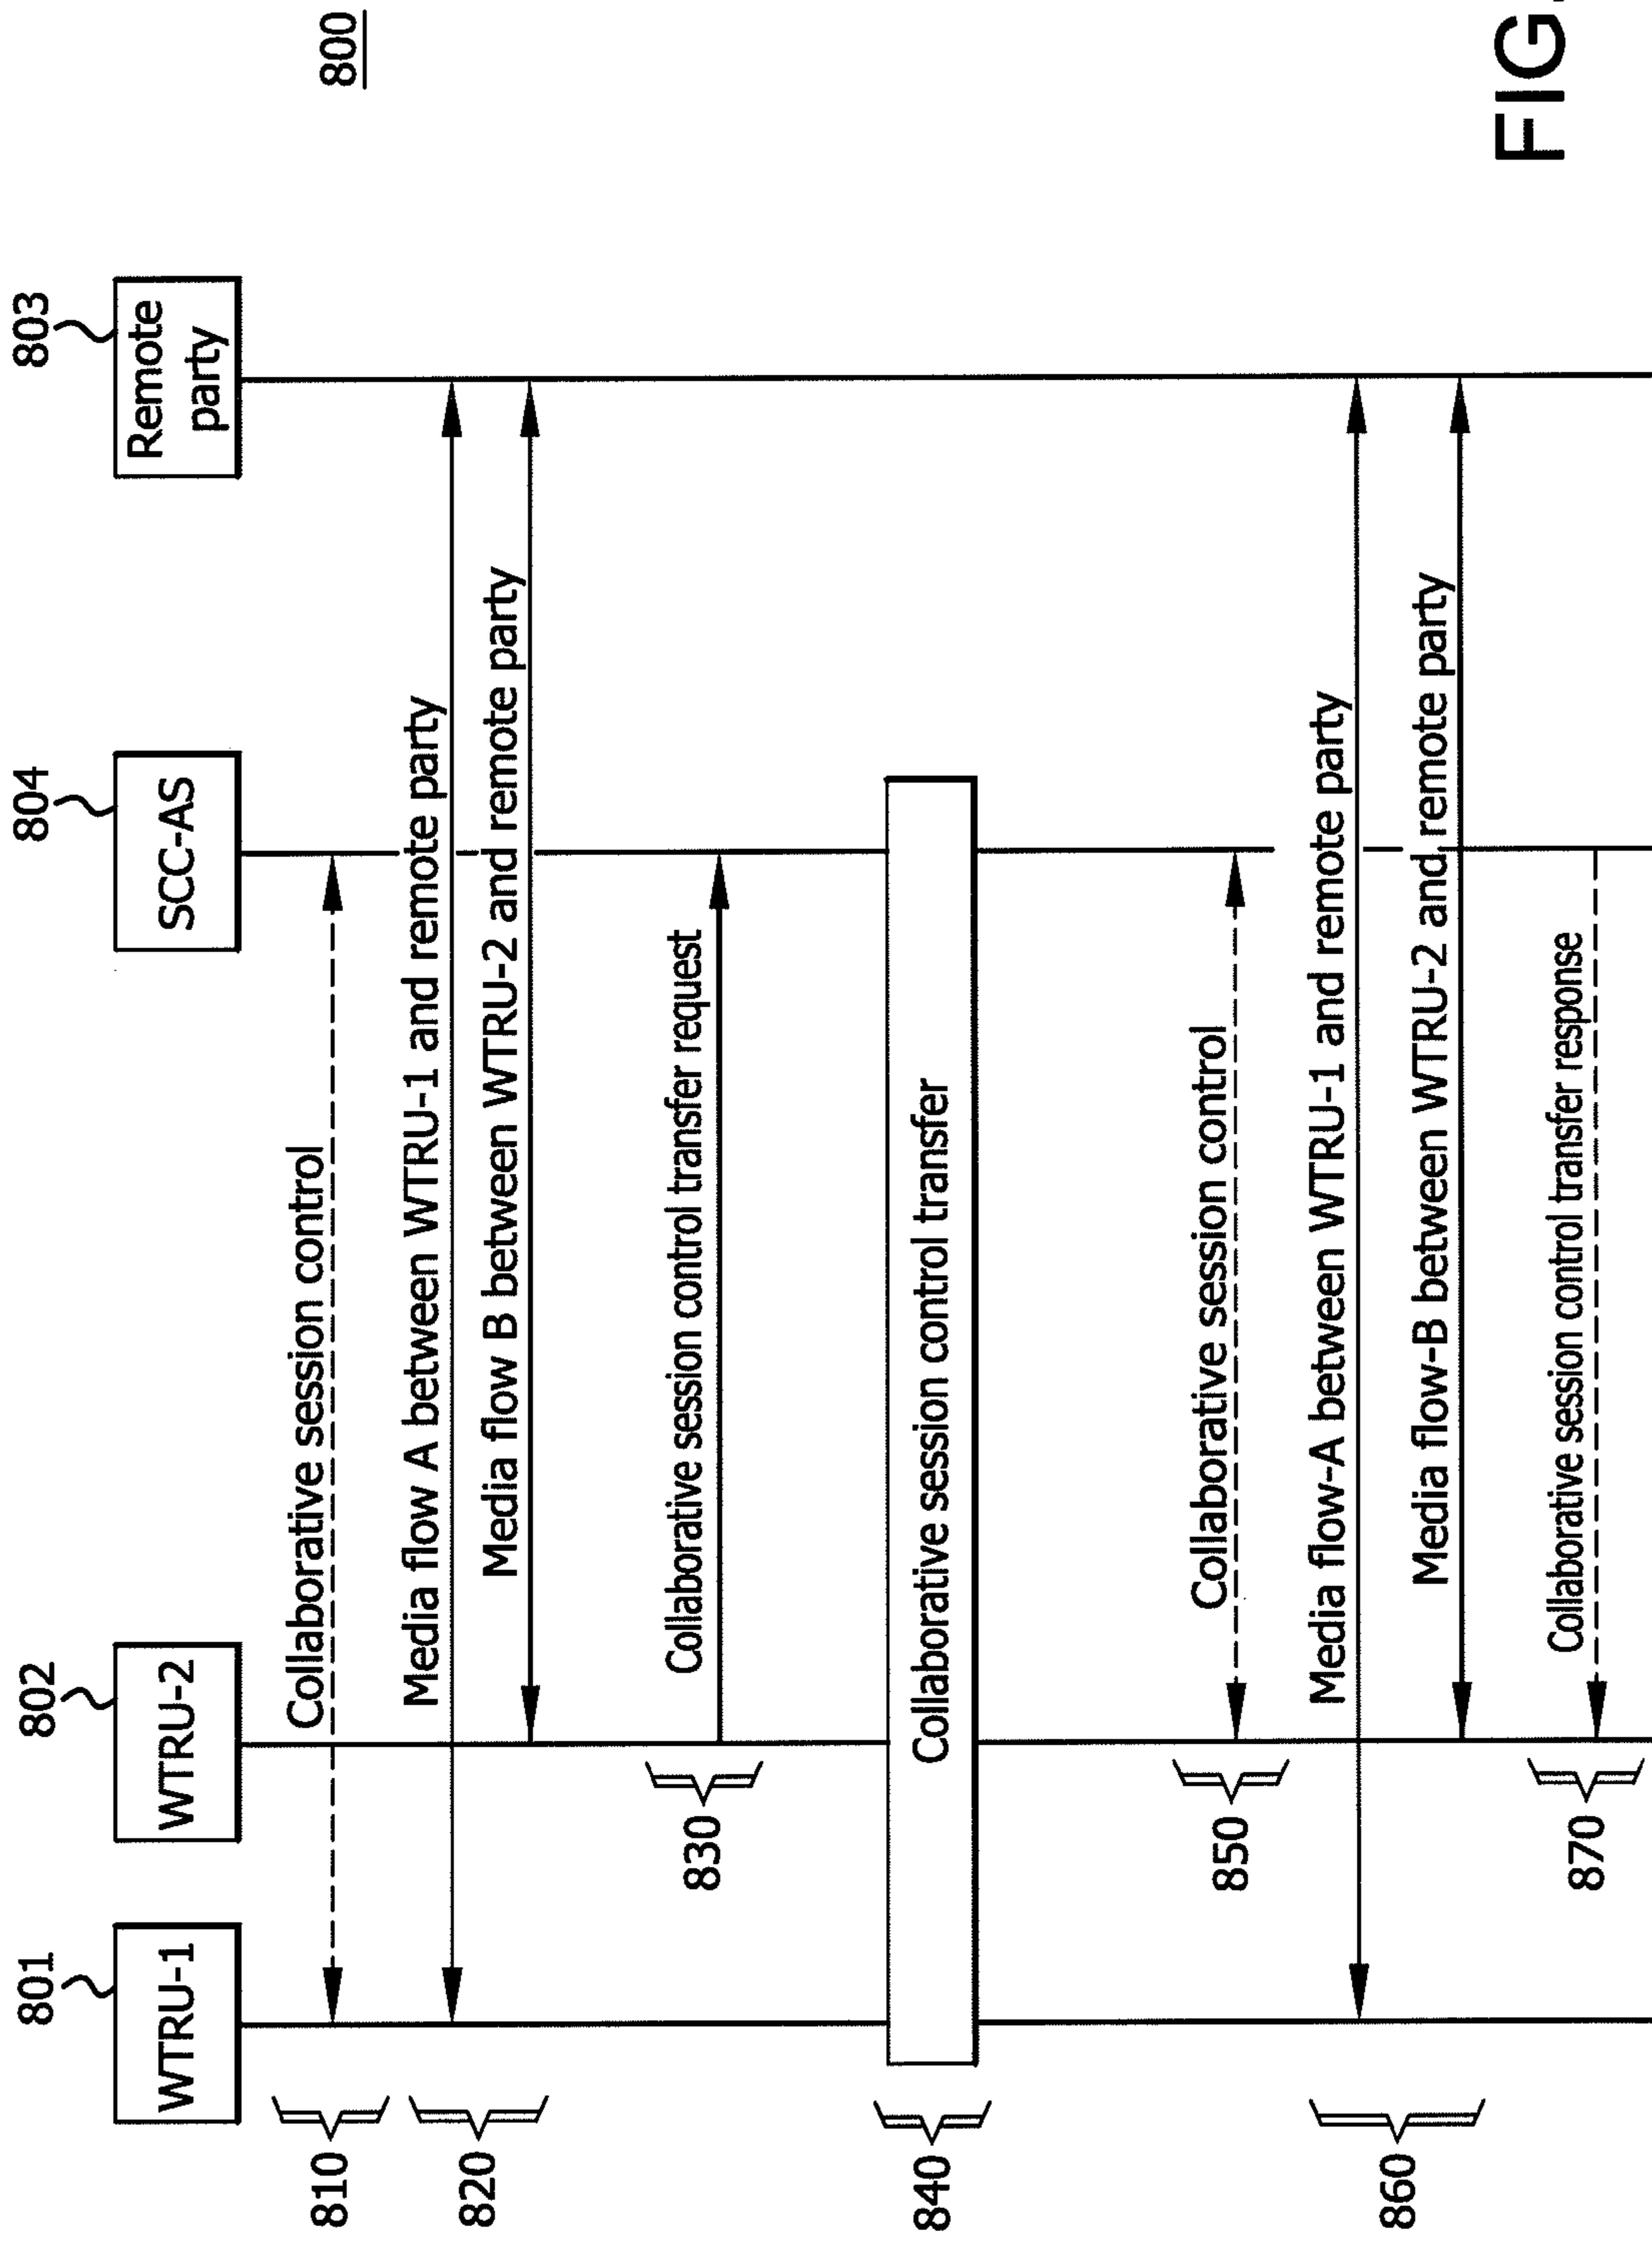 800
801
802
804
803
WTRU-1
WTRU-2
SCC-AS
Remote
party
810
Collaborative session control
820
Media flow A between WTRU-1 and remote party
Media flow B between WTRU-2 and remote party
830
Collaborative session control transfer request
840
Collaborative session control transfer
850
Collaborative session control
860
Media flow-A between WTRU-1 and remote party
Media flow-B between WTRU-2 and remote party
870
Collaborative session control transfer response
FIG.